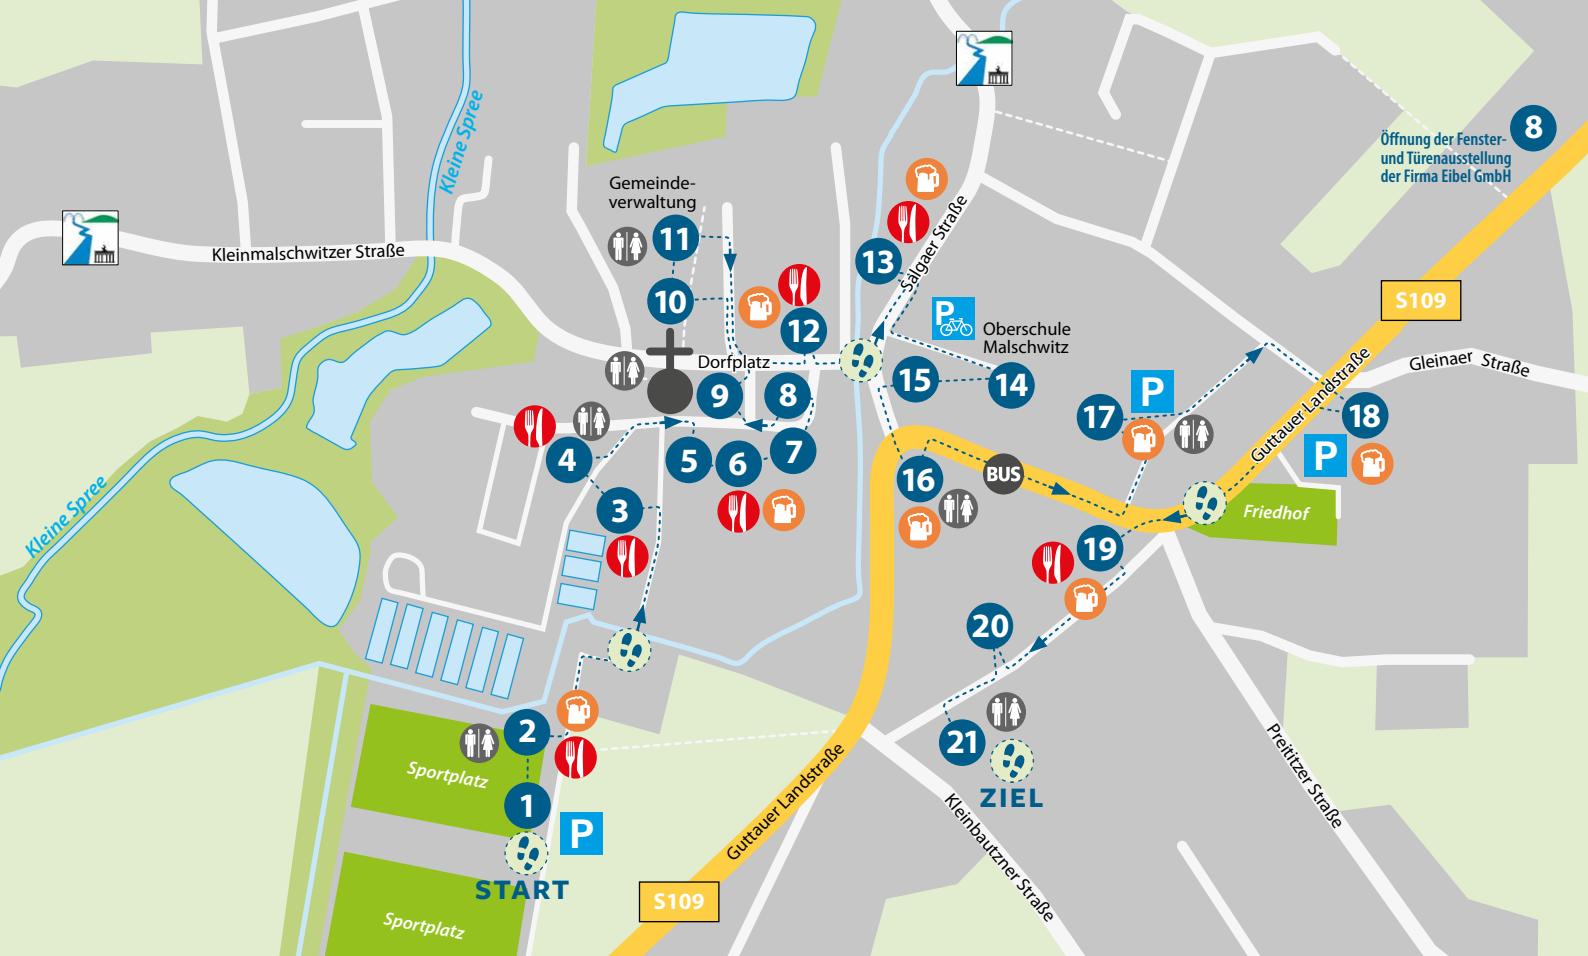 Kleine Spree
8
Öffnung der Fenster-
und Türenausstellung
der Firma Eibel GmbH
Gemeinde-
verwaltung
11
Kleinmalschwitzer Straße
13
Salgaer Straße
10
12
P
Oberschule
Malschwitz
S109
Dorfplatz
Gleinaer Straße
Guttauer Landstraße
9
8
15
14
P
17
18
4
5
6
7
16
BUS
P
Kleine Spree
3
Friedhof
19
20
2
21
Sportplatz
1
P
START
ZIEL
Guttauer Landstraße
Preititzer Straße
Kleinbautzner Straße
S109
Sportplatz